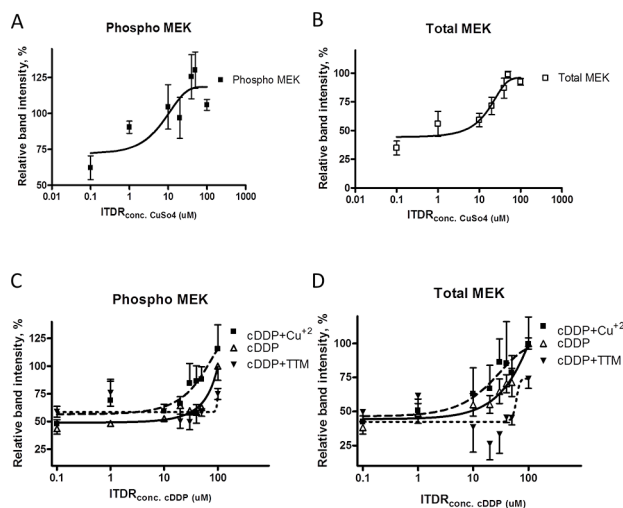 A
Phospho MEK
Relative band intensity, %
125
100
75
50
0.01 0.1 1 10 100 1000
ITDRconc. CuSo4 (uM)
Phospho MEK
B
Total MEK
Relative band intensity, %
100
75
50
25
0
0.01 0.1 1 10 100 1000
ITDRconc. CuSo4 (uM)
Total MEK
C
Phospho MEK
Relative band intensity, %
125
100
75
50
25
0
0.1 1 10 100
ITDRconc. cDDP (uM)
cDDP+Cu+2
cDDP
cDDP+TTM
D
Total MEK
Relative band intensity, %
125
100
75
50
25
0
0.1 1 10 100
ITDRconc. cDDP (uM)
cDDP+Cu+2
cDDP
cDDP+TTM